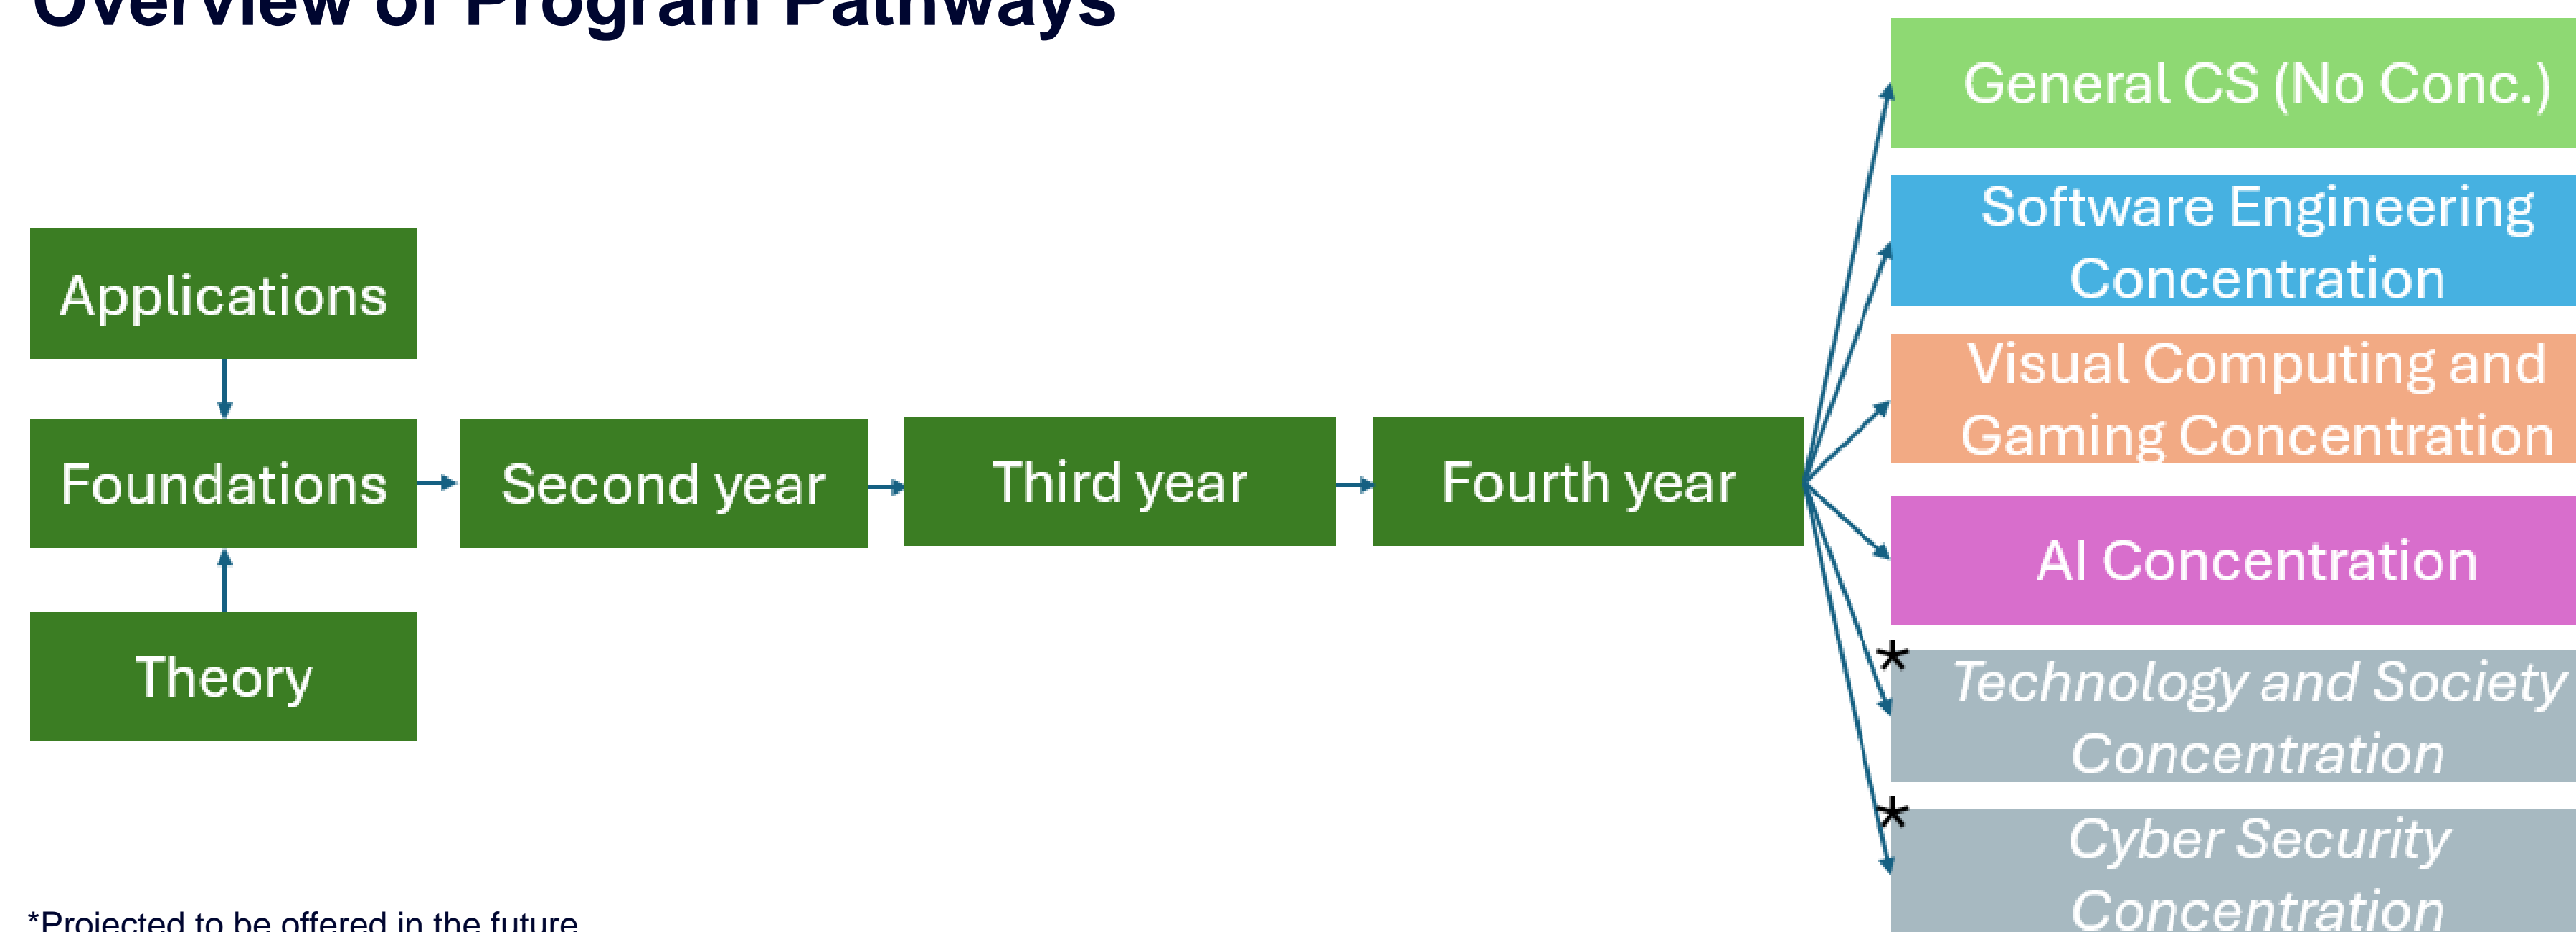 Overview of Program Pathways
General CS (No Conc.)
Software Engineering
Concentration
Applications
Visual Computing and
Gaming Concentration
Foundations
Second year
Third year
Fourth year
AI Concentration
Theory
*
Technology and Society
Concentration
*
Cyber Security
Concentration
*Projected to be offered in the future